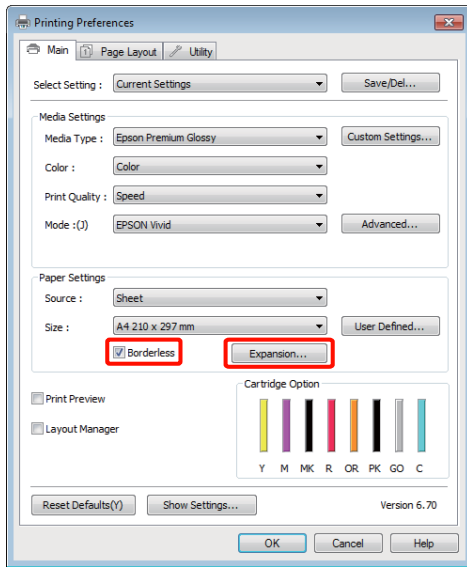 Printing Preferences
Main Page Layout Utility
Select Setting : Current Settings Save/Del...
Media Settings
Media Type : Epson Premium Glossy Custom Settings...
Color : Color
Print Quality : Speed
Mode :(J) EPSON Vivid Advanced...
Paper Settings
Source : Sheet
Size : A4 210 x 297 mm User Defined...
Borderless Expansion...
Cartridge Option
Print Preview
Layout Manager
Y M MK R OR PK GO C
Reset Defaults(Y) Show Settings... Version 6.70
OK Cancel Help